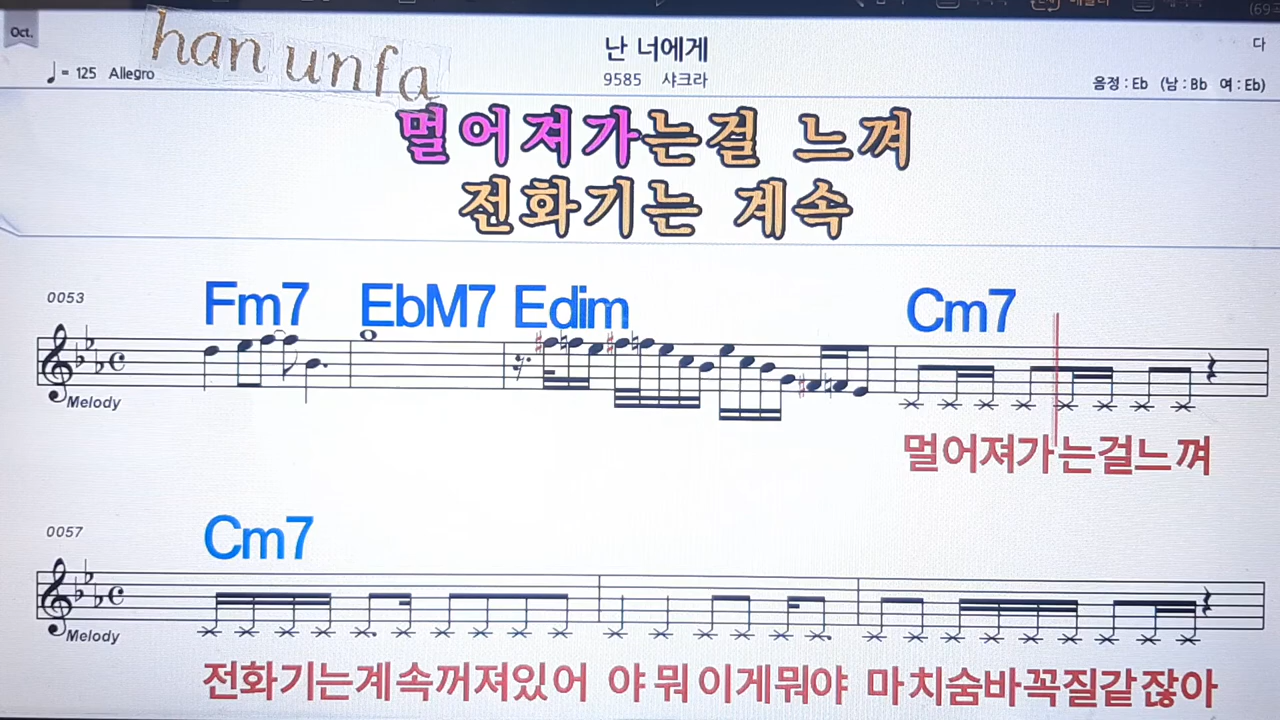 Oct.
han unfa
난 너에게
다
♩ = 125 Allegro
9585 샤크라
음정 : Eb (남 : Bb 여 : Eb)
멀어져가는걸 느껴
전화기는 계속
0053
Fm7 EbM7 Edim Cm7
Melody
멀어져가는걸느껴
0057
Cm7
Melody
전화기는계속꺼져있어 야 뭐 이게뭐야 마치숨바꼭질같잖아